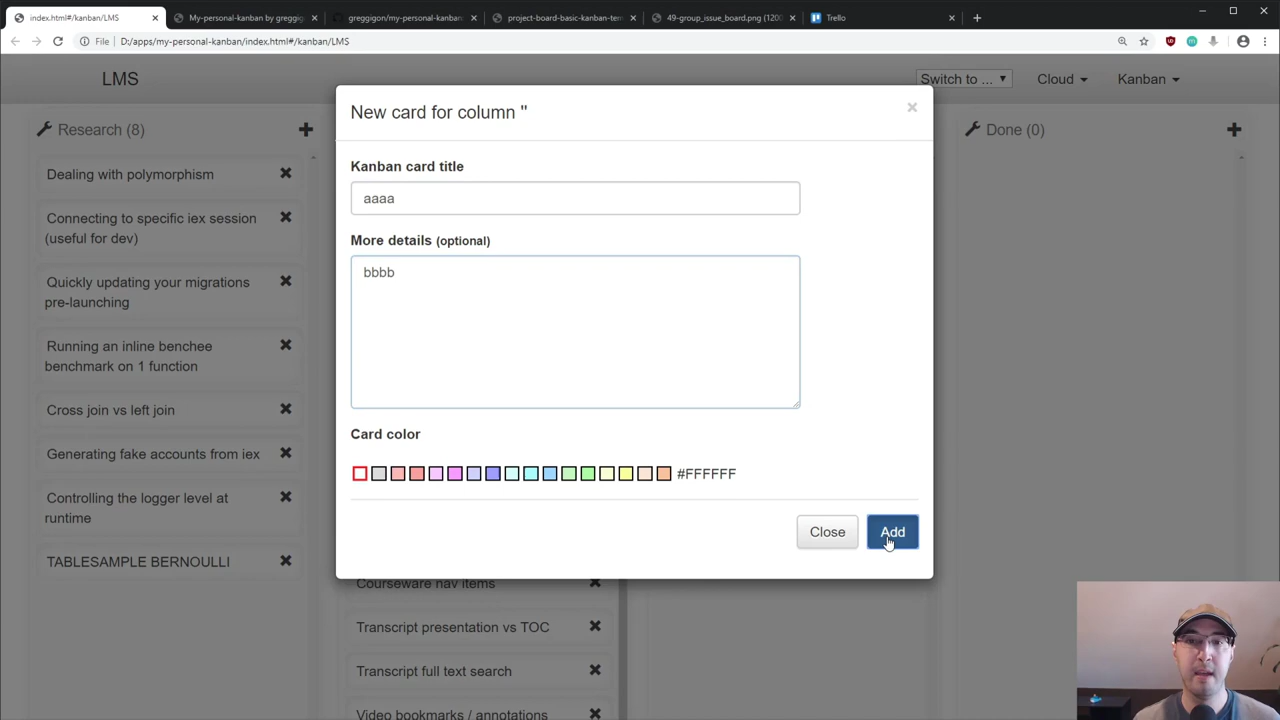 index.html#/kanban/LMS
My-personal-kanban by greggig
greggigon/my-personal-kanban
project-board-basic-kanban-tem
49-group_issue_board.png (120
Trello
File
D:/apps/my-personal-kanban/index.html#/kanban/LMS
LMS
Switch to ...
Cloud
Kanban
Research (8)
Dealing with polymorphism
Connecting to specific iex session
(useful for dev)
Quickly updating your migrations
pre-launching
Running an inline benchee
benchmark on 1 function
Cross join vs left join
Generating fake accounts from iex
Controlling the logger level at
runtime
TABLESAMPLE BERNOULLI
New card for column ''
Kanban card title
aaaa
More details (optional)
bbbb
Card color
#FFFFFF
Close
Add
Courseware nav items
Transcript presentation vs TOC
Transcript full text search
Video bookmarks / annotations
Done (0)